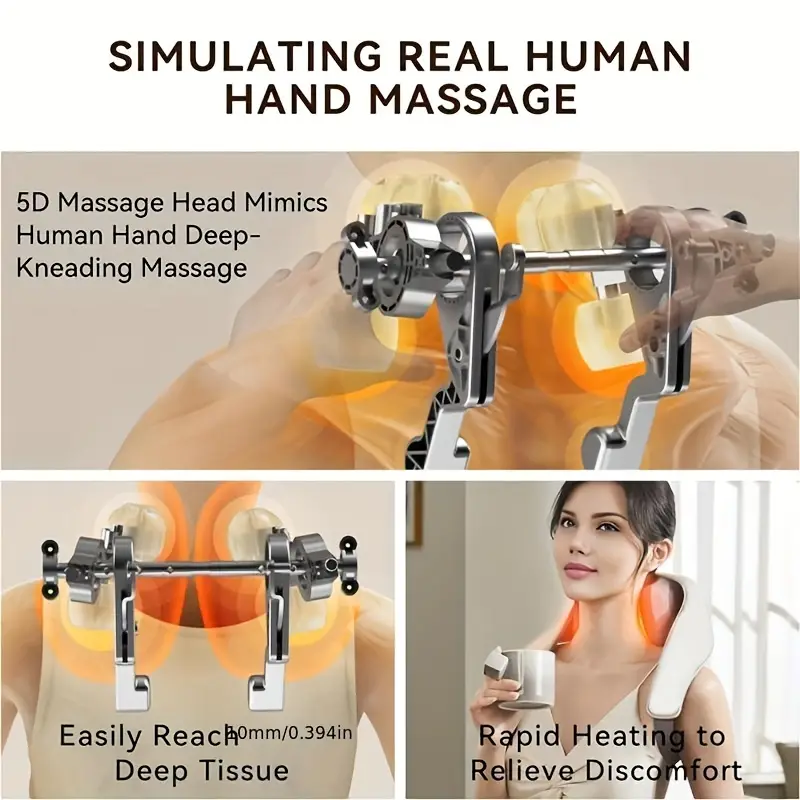 SIMULATING REAL HUMAN
HAND MASSAGE
5D Massage Head Mimics
Human Hand Deep-
Kneading Massage
Easily Reach 10mm/0.394in
Deep Tissue
Rapid Heating to
Relieve Discomfort